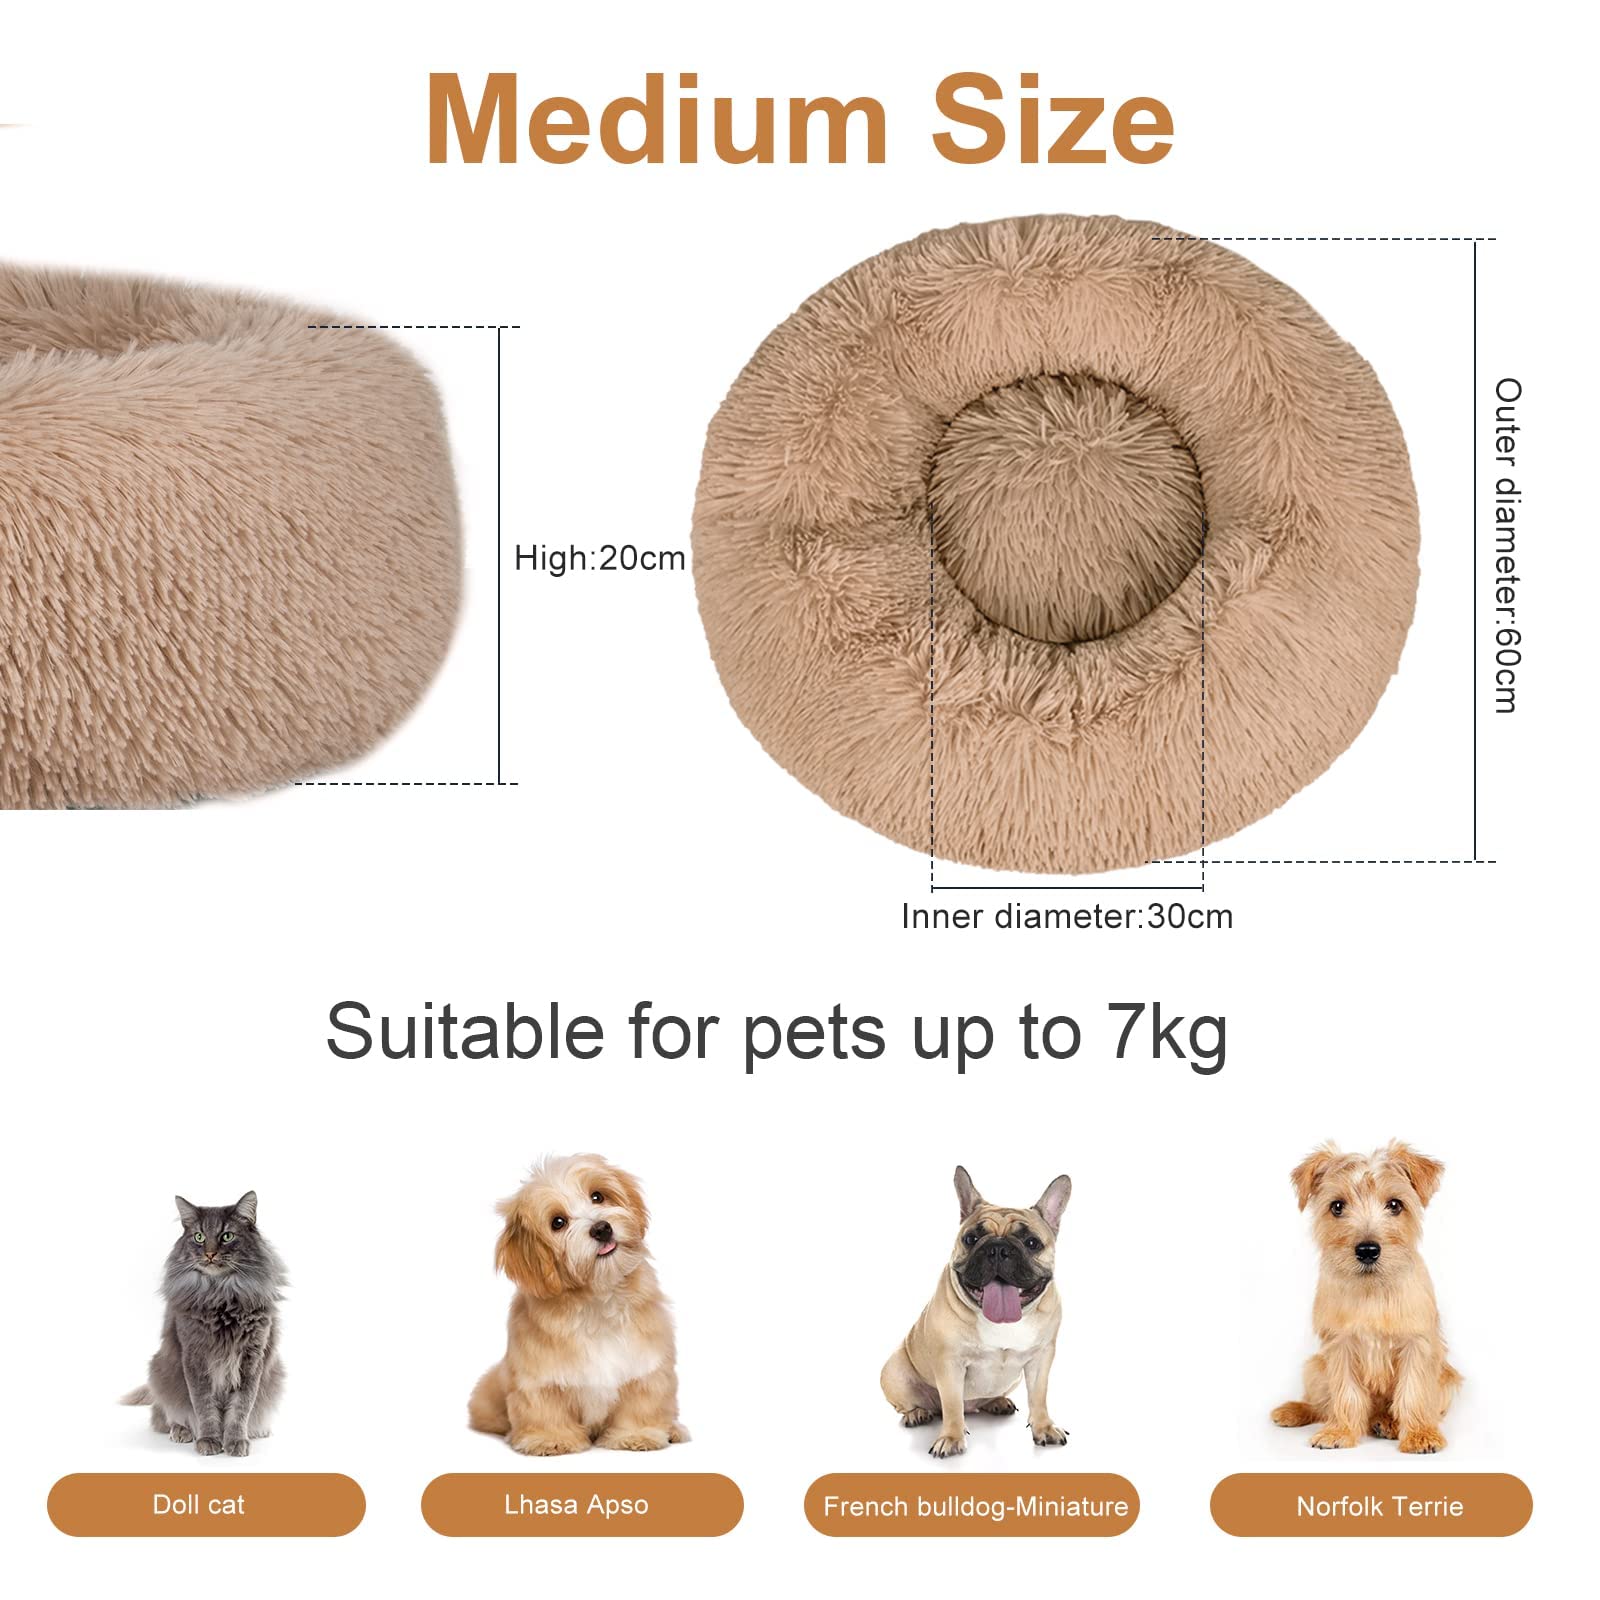 Medium Size
High:20cm
Outer diameter:60cm
Inner diameter:30cm
Suitable for pets up to 7kg
Doll cat
Lhasa Apso
French bulldog-Miniature
Norfolk Terrie